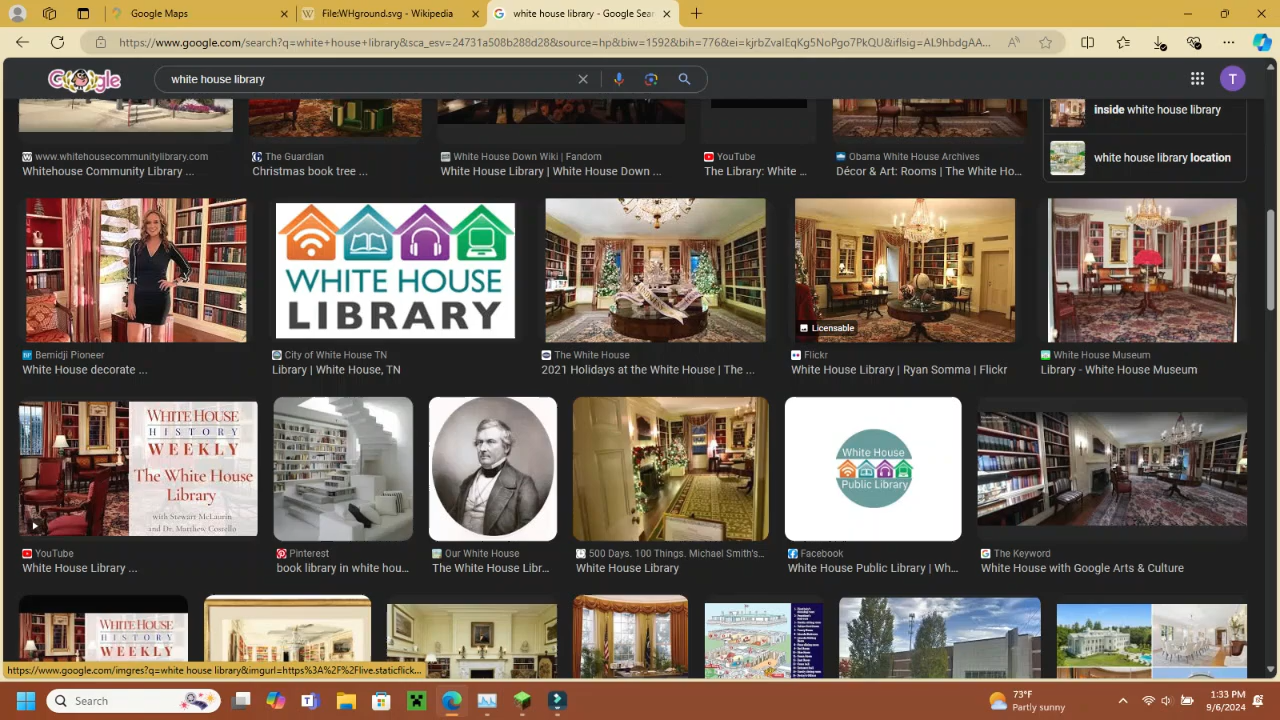 Google Maps
File:WHground.svg - Wikipedia
white house library - Google Sear
https://www.google.com/search?q=white+house+library&sca_esv=24731a508b288d28&source=hp&biw=1592&bih=776&ei=kjrbZvalEqKg5NoPgo7PkQU&iflsig=AL9hbdgAA...
Google
white house library
T
inside white house library
white house library location
www.whitehousecommunitylibrary.com
Whitehouse Community Library ...
The Guardian
Christmas book tree ...
White House Down Wiki | Fandom
White House Library | White House Down ...
YouTube
The Library: White ...
Obama White House Archives
Décor & Art: Rooms | The White Ho...
WHITE HOUSE
LIBRARY
Licensable
Bemidji Pioneer
White House decorate ...
City of White House TN
Library | White House, TN
The White House
2021 Holidays at the White House | The ...
Flickr
White House Library | Ryan Somma | Flickr
White House Museum
Library - White House Museum
WHITE HOUSE
HISTORY
WEEKLY
The White House
Library
with Stewart McLaurin
and Dr. Matthew Costello
White House
Public Library
YouTube
White House Library ...
Pinterest
book library in white hou...
Our White House
The White House Libr...
500 Days. 100 Things. Michael Smith's...
White House Library
Facebook
White House Public Library | Wh...
The Keyword
White House with Google Arts & Culture
WHITE HOUSE
HISTORY
WEEKLY
https://www.google.com/imgres?q=white house library&imgurl=https%3A%2F%2Flive.staticflick...
Search
73°F
Partly sunny
1:33 PM
9/6/2024